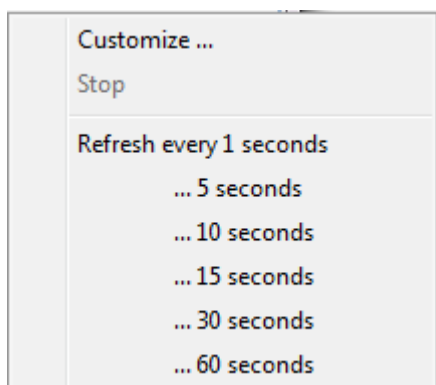 Customize ...
Stop
Refresh every 1 seconds
... 5 seconds
... 10 seconds
... 15 seconds
... 30 seconds
... 60 seconds